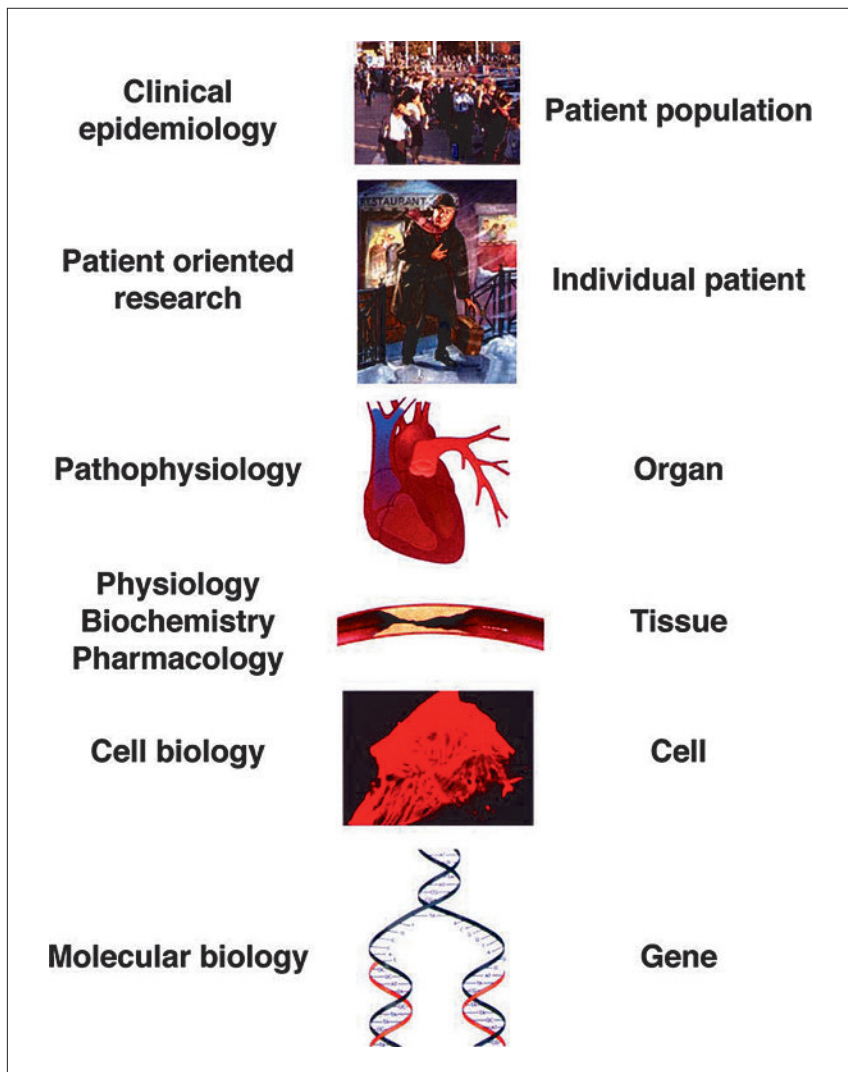 Clinical
epidemiology
Patient population
RESTAURANT
Patient oriented
research
Individual patient
Pathophysiology
Organ
Physiology
Biochemistry
Pharmacology
Tissue
Cell biology
Cell
Molecular biology
Gene